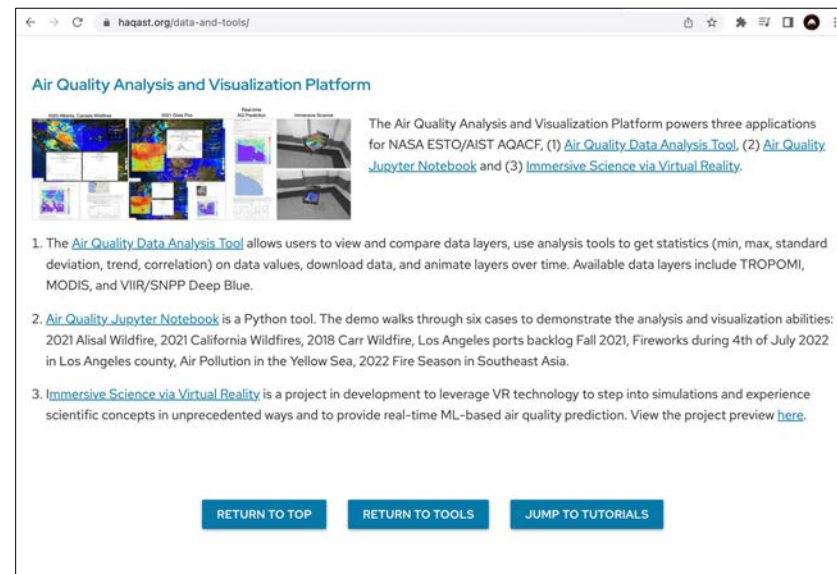 haqast.org/data-and-tools/
Air Quality Analysis and Visualization Platform
2021 Dixie Fire
Real-time
AQ Prediction
Immersive Science
The Air Quality Analysis and Visualization Platform powers three applications
for NASA ESTO/AIST AQACF, (1) Air Quality Data Analysis Tool, (2) Air Quality
Jupyter Notebook and (3) Immersive Science via Virtual Reality.
1. The Air Quality Data Analysis Tool allows users to view and compare data layers, use analysis tools to get statistics (min, max, standard
deviation, trend, correlation) on data values, download data, and animate layers over time. Available data layers include TROPOMI,
MODIS, and VIIR/SNPP Deep Blue.
2. Air Quality Jupyter Notebook is a Python tool. The demo walks through six cases to demonstrate the analysis and visualization abilities:
2021 Alisal Wildfire, 2021 California Wildfires, 2018 Carr Wildfire, Los Angeles ports backlog Fall 2021, Fireworks during 4th of July 2022
in Los Angeles county, Air Pollution in the Yellow Sea, 2022 Fire Season in Southeast Asia.
3. Immersive Science via Virtual Reality is a project in development to leverage VR technology to step into simulations and experience
scientific concepts in unprecedented ways and to provide real-time ML-based air quality prediction. View the project preview here.
RETURN TO TOP
RETURN TO TOOLS
JUMP TO TUTORIALS